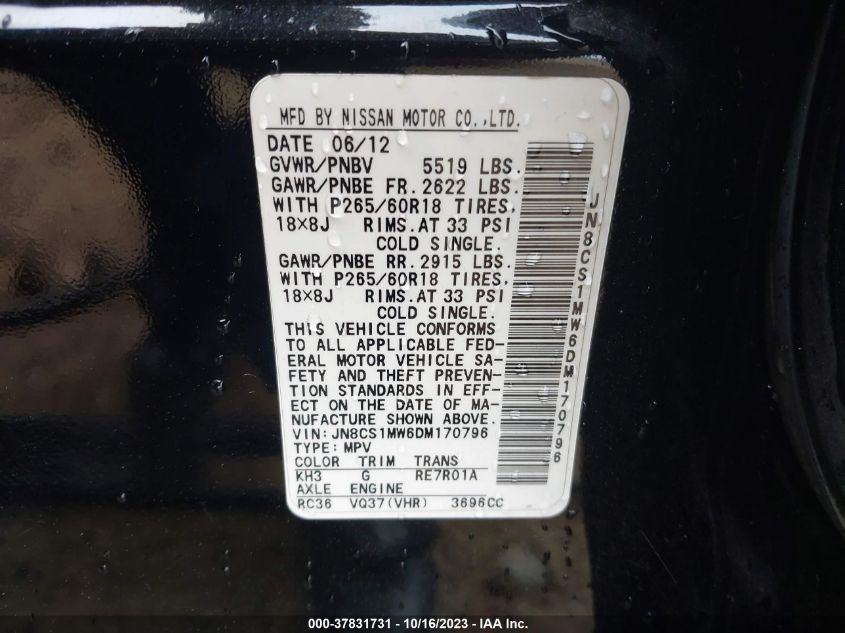 MFD BY NISSAN MOTOR CO.,LTD.
DATE 06/12
GVWR/PNBV 5519 LBS.
GAWR/PNBE FR. 2622 LBS.
WITH P265/60R18 TIRES,
18×8J RIMS. AT 33 PSI
COLD SINGLE.
GAWR/PNBE RR. 2915 LBS.
WITH P265/60R18 TIRES,
18×8J RIMS. AT 33 PSI
COLD SINGLE.
THIS VEHICLE CONFORMS
TO ALL APPLICABLE FED-
ERAL MOTOR VEHICLE SA-
FETY AND THEFT PREVEN-
TION STANDARDS IN EFF-
ECT ON THE DATE OF MA-
NUFACTURE SHOWN ABOVE.
VIN: JN8CS1MW6DM170796
TYPE: MPV
COLOR TRIM TRANS
KH3 G RE7R01A
AXLE ENGINE
RC36 VQ37(VHR) 3696CC
JN8CS1MW6DM170796
000-37831731 - 10/16/2023 - IAA Inc.